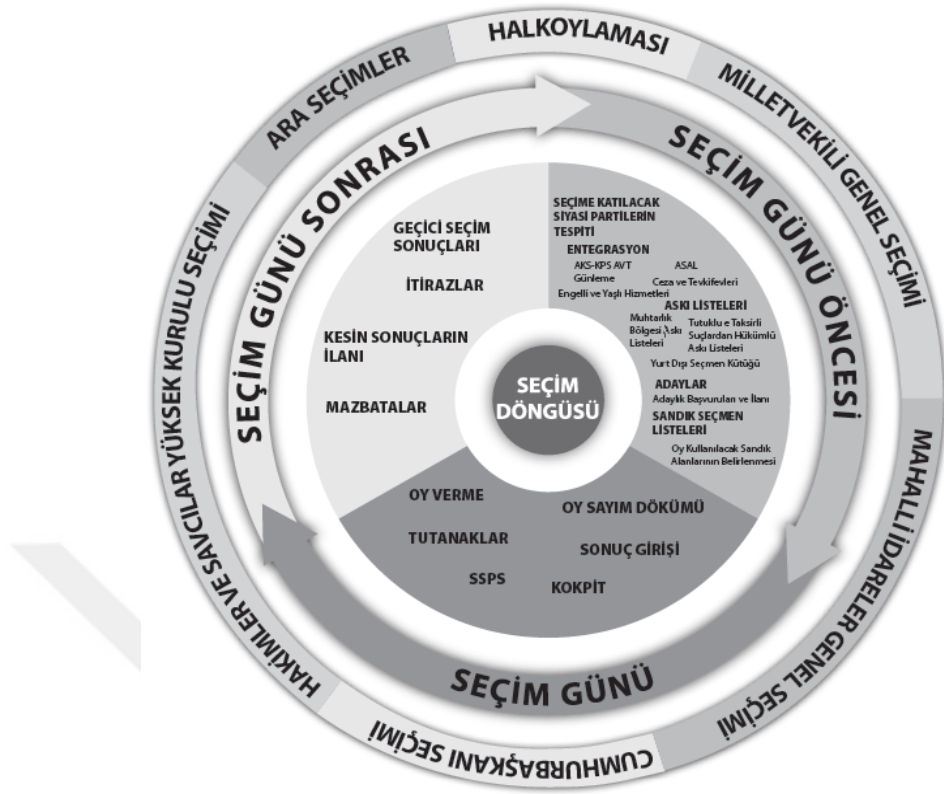 HALKOYLAMASI
MİLLETVEKİLİ GENEL SEÇİMİ
MAHALLİ İDARELER GENEL SEÇİMİ
CUMHURBAŞKANI SEÇİMİ
HAKİMLER VE SAVCILAR YÜKSEK KURULU SEÇİMİ
ARA SEÇİMLER
SEÇİM GÜNÜ ÖNCESİ
SEÇİM GÜNÜ
SEÇİM GÜNÜ SONRASI
SEÇİM
DÖNGÜSÜ
SEÇİME KATILACAK
SİYASİ PARTİLERİN
TESPİTİ
ENTEGRASYON
AKS-KPS AVT
Günleme
ASAL
Ceza ve Tevkifevleri
Engelli ve Yaşlı Hizmetleri
ASKI LİSTELERİ
Muhtarlık
Bölgesi Askı
Listeleri
Tutuklu e Taksirli
Suçlardan Hükümlü
Askı Listeleri
Yurt Dışı Seçmen Kütüğü
ADAYLAR
Adaylık Başvuruları ve İlanı
SANDIK SEÇMEN
LİSTELERİ
Oy Kullanılacak Sandık
Alanlarının Belirlenmesi
OY VERME
OY SAYIM DÖKÜMÜ
TUTANAKLAR
SONUÇ GİRİŞİ
SSPS
KOKPİT
GEÇİCİ SEÇİM
SONUÇLARI
İTİRAZLAR
KESİN SONUÇLARIN
İLANI
MAZBATALAR